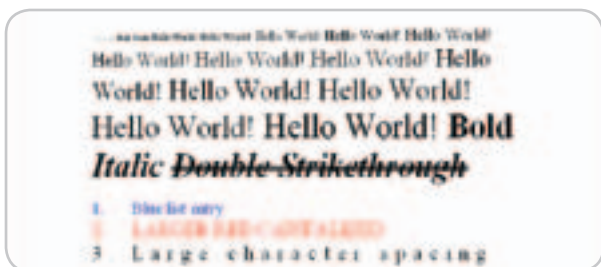 Hello World! Hello World! Hello World! Hello World!
Hello World! Hello World! Hello World! Hello
World! Hello World! Hello World!
Hello World! Hello World! Bold
Italic Double Strikethrough
1. Blue list entry
2. LARGER RED CAPITALIZED
3 Large character spacing